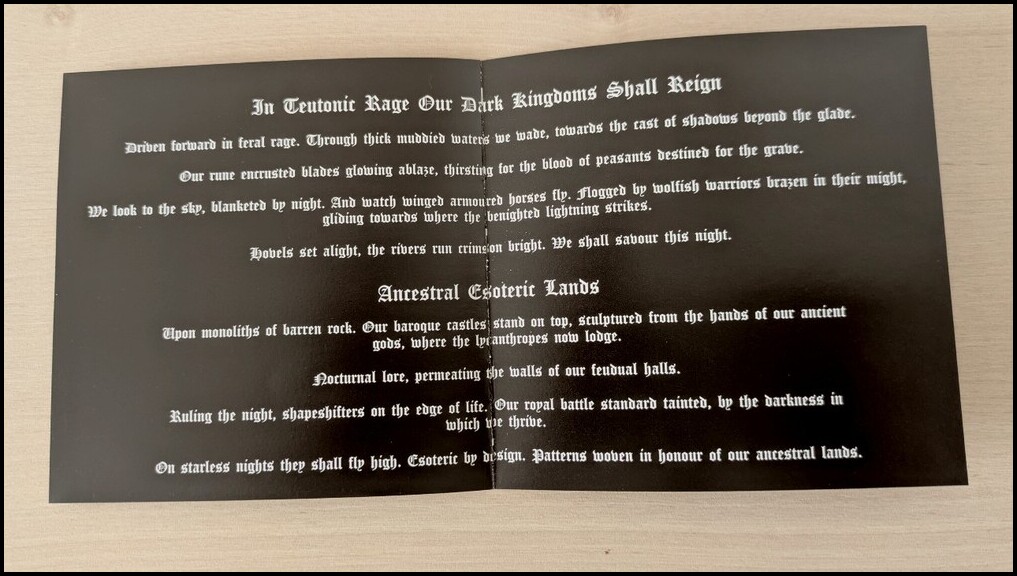 In Teutonic Rage Our Dark Kingdoms Shall Reign
Driven forward in feral rage. Through thick muddied waters we wade, towards the cast of shadows beyond the glade.
Our rune encrusted blades glowing ablaze, thirsting for the blood of peasants destined for the grave.
We look to the sky, blanketed by night. And watch winged armoured horses fly. Flogged by wolfish warriors brazen in their might,
gliding towards where the benighted lightning strikes.
Hovels set alight, the rivers run crimson bright. We shall savour this night.
Ancestral Esoteric Lands
Upon monoliths of barren rock. Our baroque castles stand on top, sculptured from the hands of our ancient
gods, where the lycanthropes now lodge.
Nocturnal lore, permeating the walls of our feudual halls.
Ruling the night, shapeshifters on the edge of life. Our royal battle standard tainted, by the darkness in
which we thrive.
On starless nights they shall fly high. Esoteric by design. Patterns woven in honour of our ancestral lands.